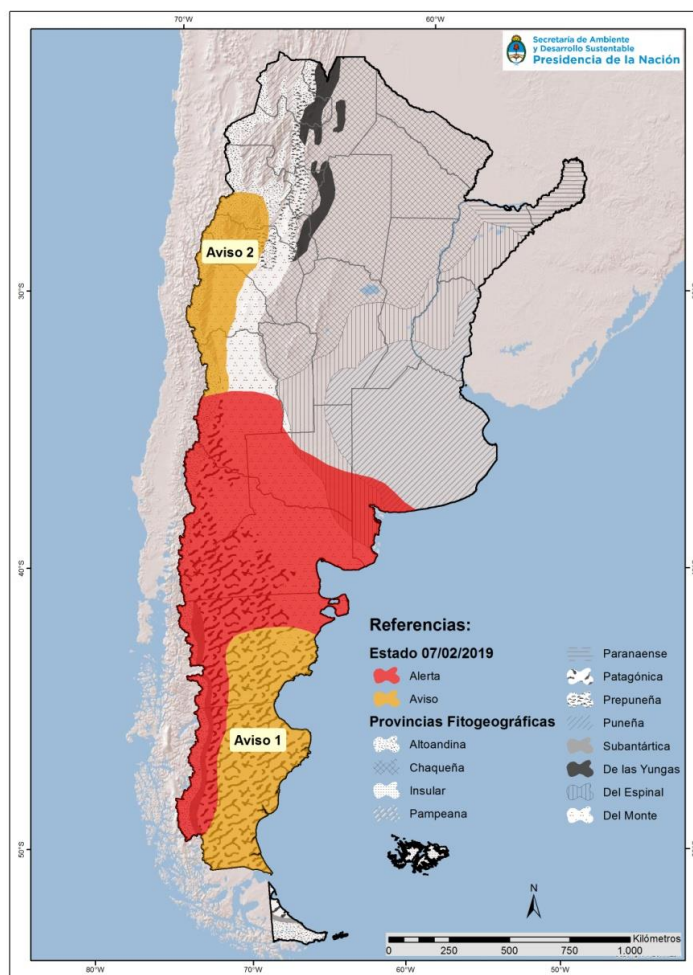 70°W
60°W
Secretaría de Ambiente
y Desarrollo Sustentable
Presidencia de la Nación
Aviso 2
30°S
40°S
Referencias:
Estado 07/02/2019
Alerta
Aviso
Provincias Fitogeográficas
Altoandina
Chaqueña
Insular
Pampeana
Paranaense
Patagónica
Prepuneña
Puneña
Subantártica
De las Yungas
Del Espinal
Del Monte
Aviso 1
50°S
N
Kilómetros
0 250 500 750 1.000
80°W
70°W
60°W